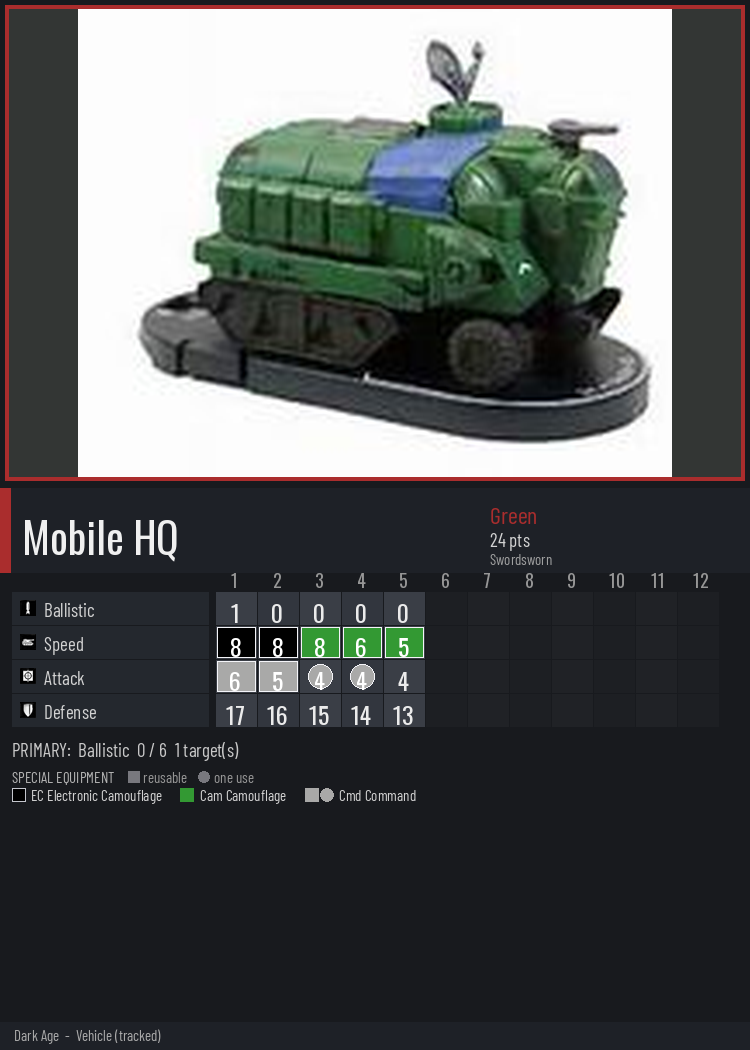 Mobile HQ
Green
24 pts
Swordsworn
1 2 3 4 5 6 7 8 9 10 11 12
Ballistic 1 0 0 0 0
Speed 8 8 8 6 5
Attack 6 5 4 4 4
Defense 17 16 15 14 13
PRIMARY: Ballistic 0 / 6 1 target(s)
SPECIAL EQUIPMENT reusable one use
EC Electronic Camouflage Cam Camouflage Cmd Command
Dark Age - Vehicle (tracked)